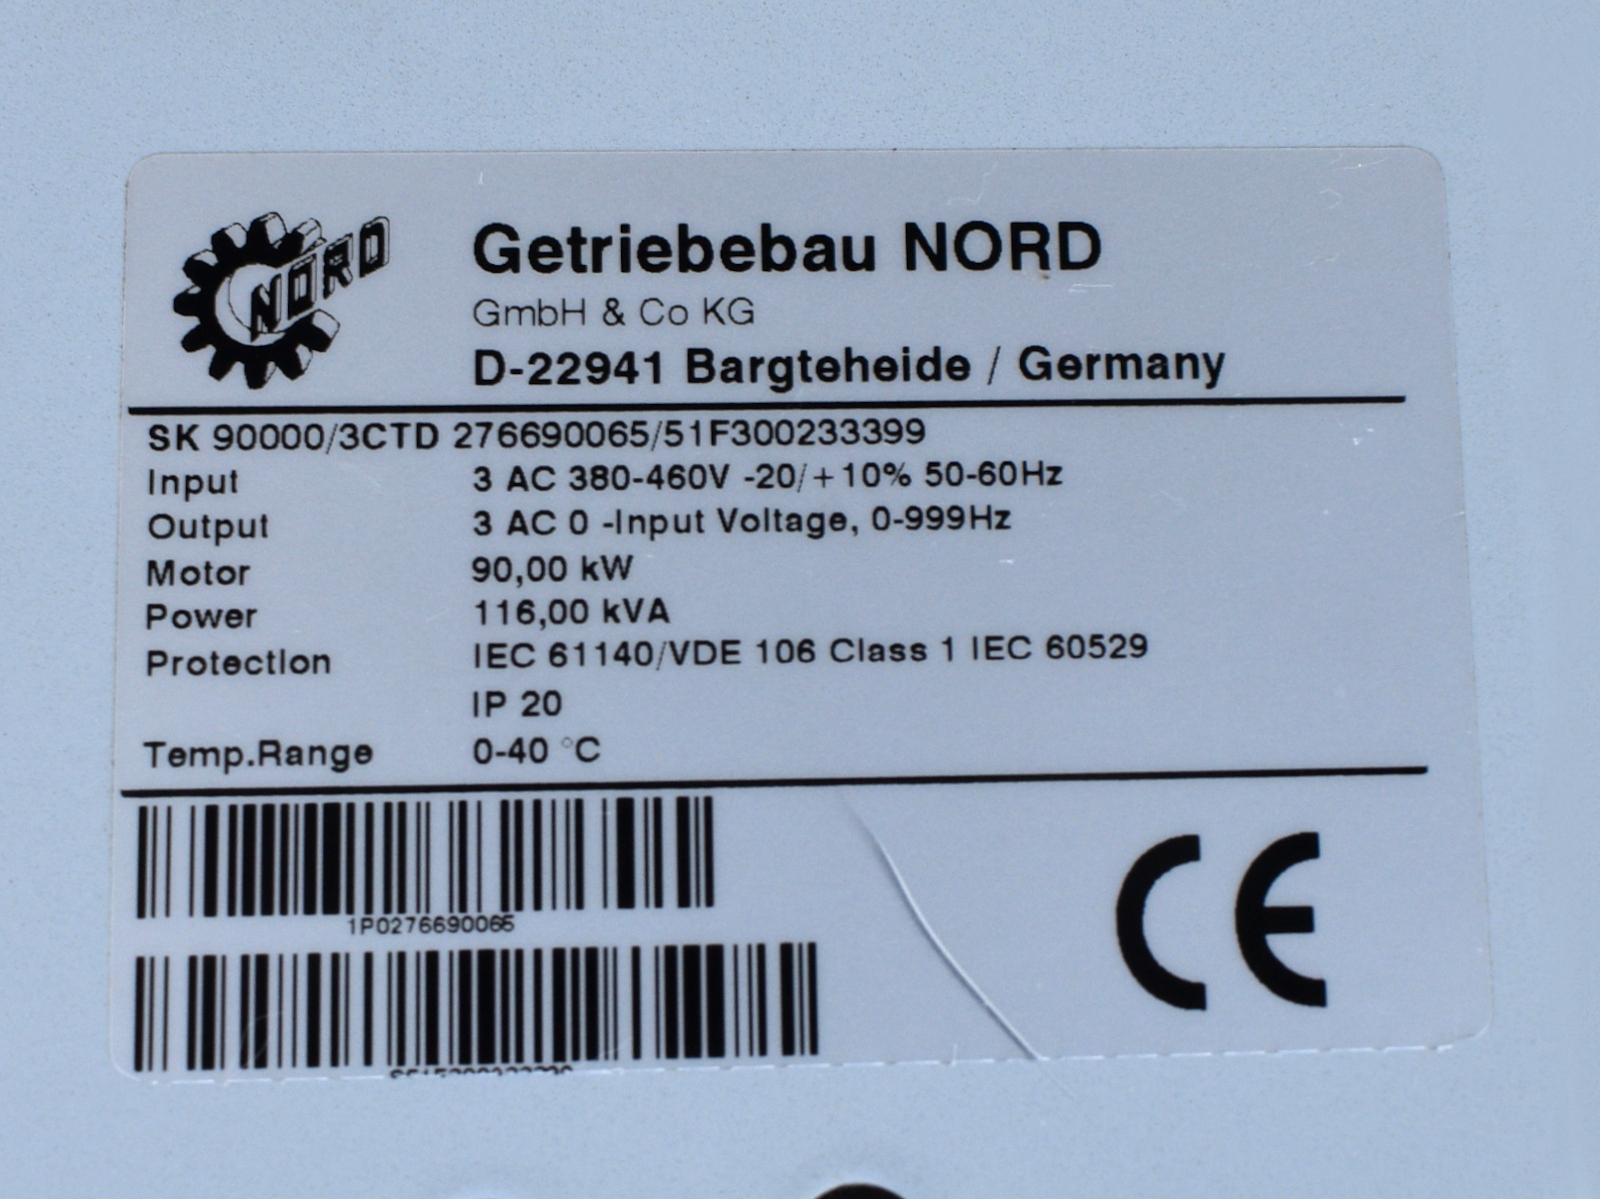 NORD
Getriebebau NORD
GmbH & Co KG
D-22941 Bargteheide / Germany
SK 90000/3CTD 276690065/51F300233399
Input 3 AC 380-460V -20/+10% 50-60Hz
Output 3 AC 0 -Input Voltage, 0-999Hz
Motor 90,00 kW
Power 116,00 kVA
Protection IEC 61140/VDE 106 Class 1 IEC 60529
IP 20
Temp.Range 0-40 °C
1P0276690065
CE